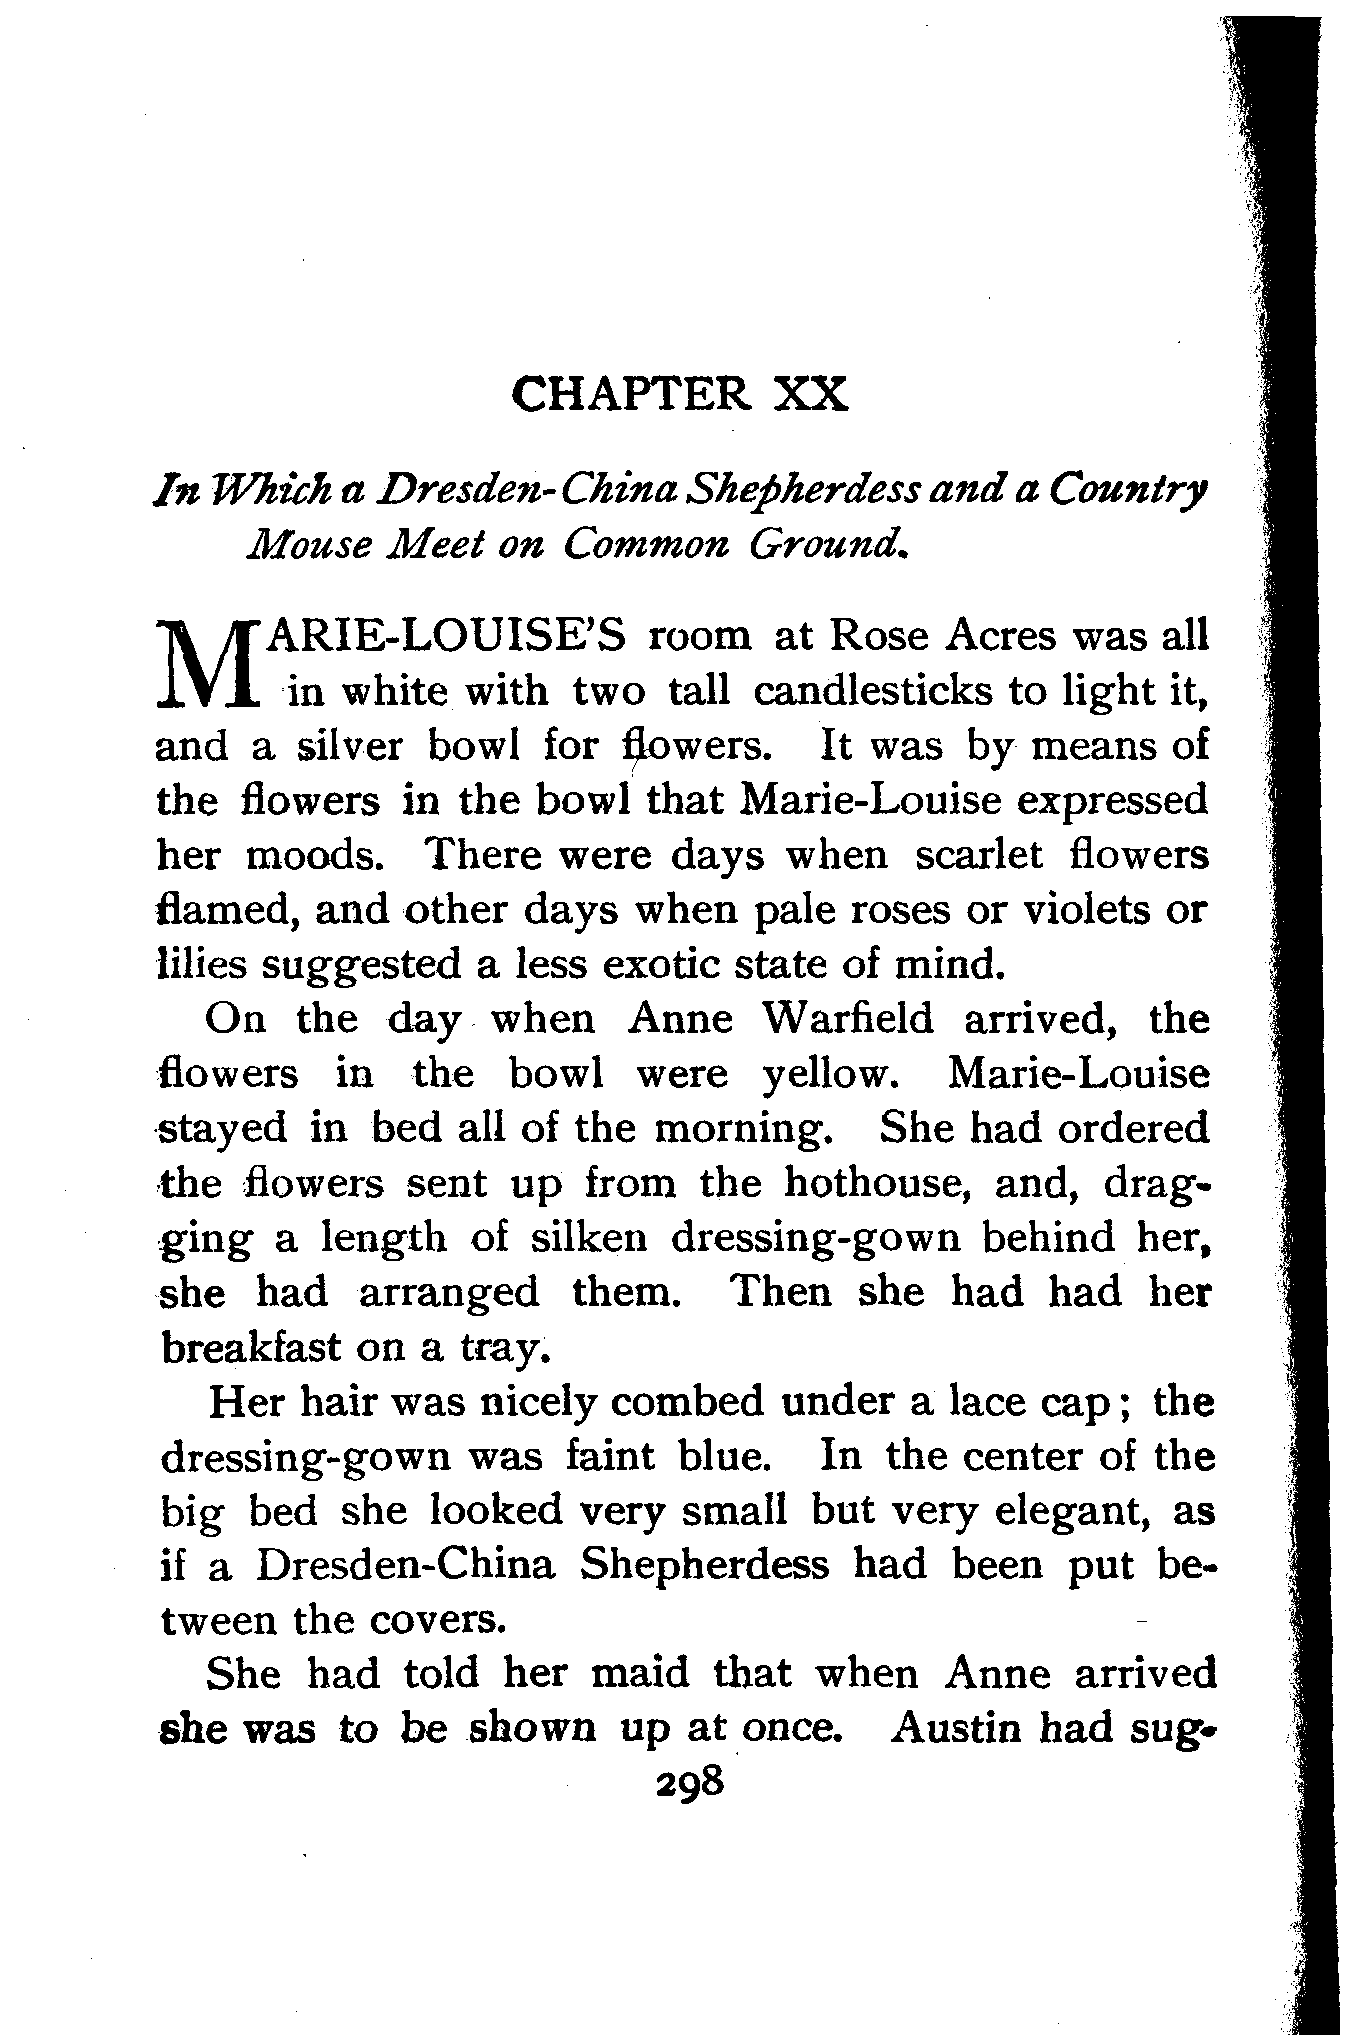 CHAPTER XX
In Which a Dresden-China Shepherdess and a Country
Mouse Meet on Common Ground.
MARIE-LOUISE'S room at Rose Acres was all
in white with two tall candlesticks to light it,
and a silver bowl for flowers. It was by means of
the flowers in the bowl that Marie-Louise expressed
her moods. There were days when scarlet flowers
flamed, and other days when pale roses or violets or
lilies suggested a less exotic state of mind.
On the day when Anne Warfield arrived, the
flowers in the bowl were yellow. Marie-Louise
stayed in bed all of the morning. She had ordered
the flowers sent up from the hothouse, and, drag-
ging a length of silken dressing-gown behind her,
she had arranged them. Then she had had her
breakfast on a tray.
Her hair was nicely combed under a lace cap; the
dressing-gown was faint blue. In the center of the
big bed she looked very small but very elegant, as
if a Dresden-China Shepherdess had been put be-
tween the covers.
She had told her maid that when Anne arrived
she was to be shown up at once. Austin had sug-
298